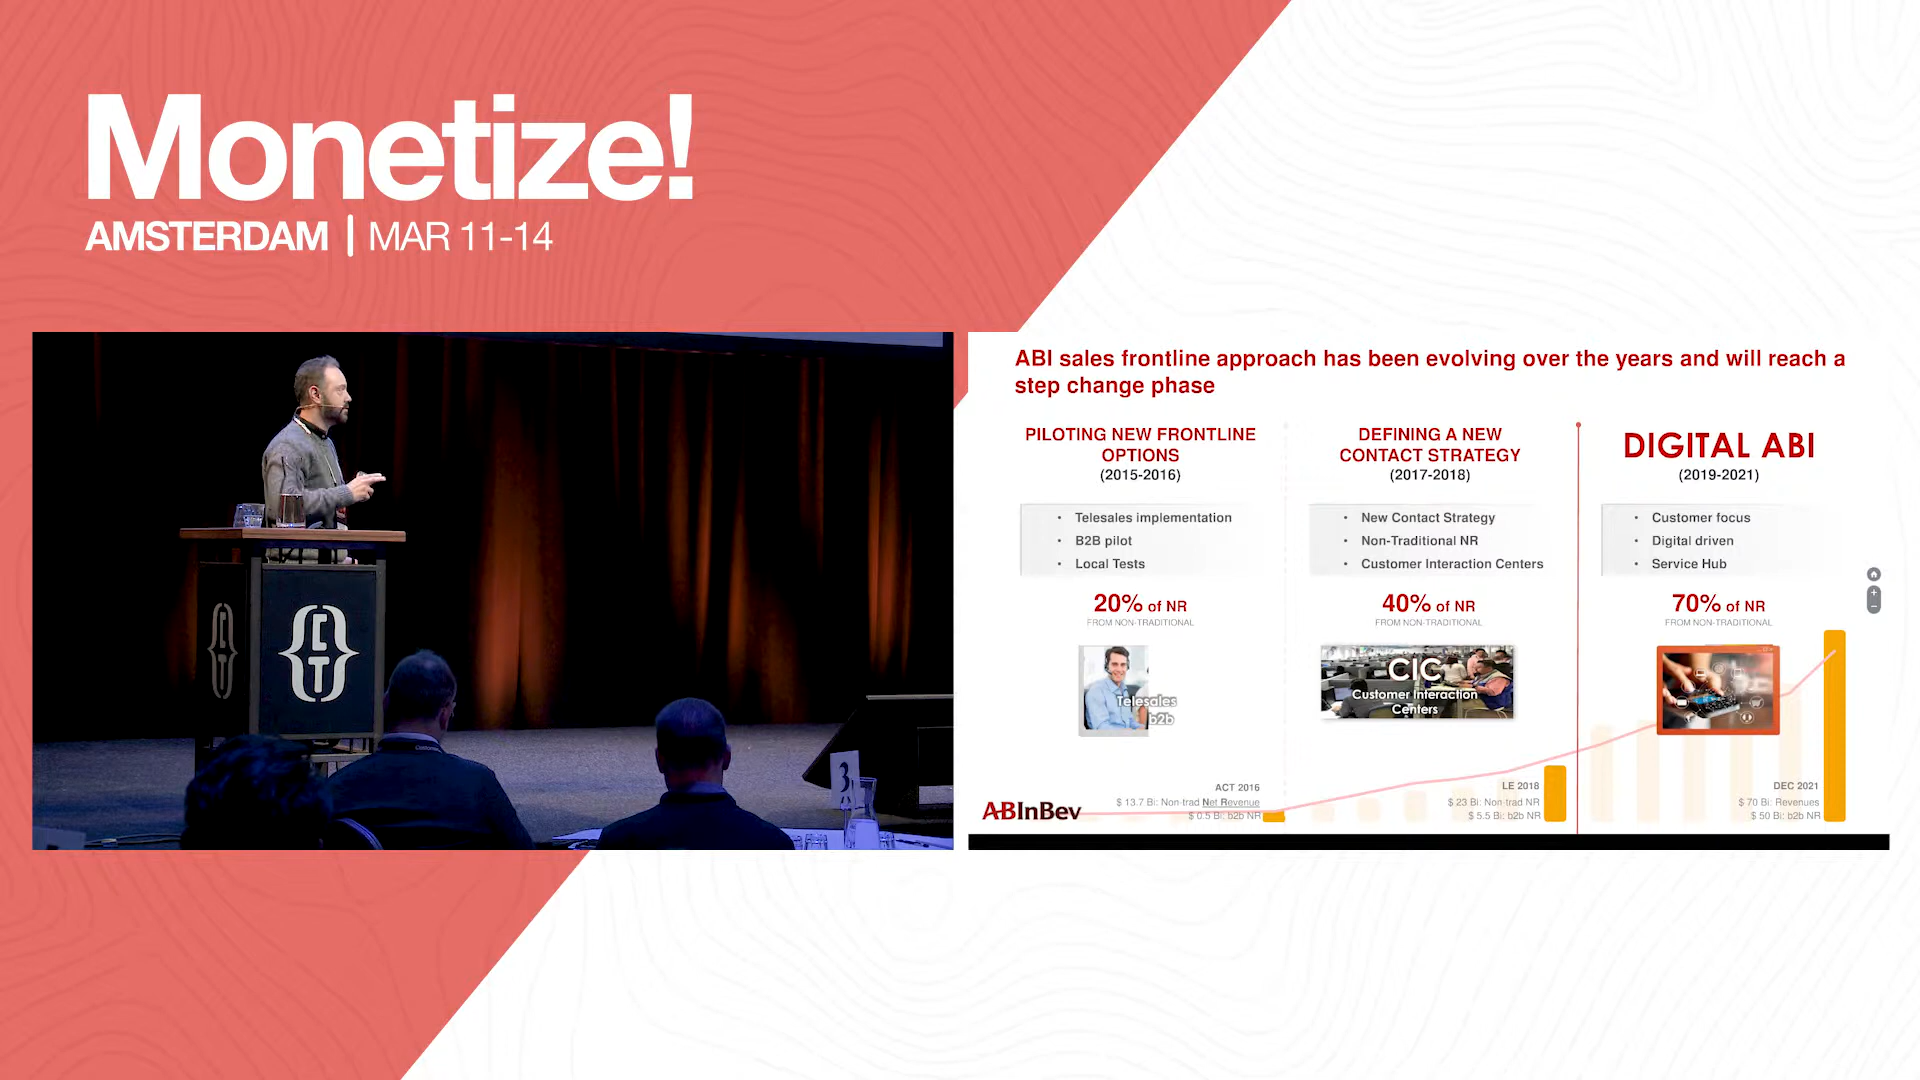 Monetize!
AMSTERDAM | MAR 11-14
ABI sales frontline approach has been evolving over the years and will reach a
step change phase
PILOTING NEW FRONTLINE
OPTIONS
(2015-2016)
• Telesales implementation
• B2B pilot
• Local Tests
20% of NR
FROM NON-TRADITIONAL
Telesales
b2b
ACT 2016
$ 13.7 Bi: Non-trad Net Revenue
$ 0.5 Bi: b2b NR
DEFINING A NEW
CONTACT STRATEGY
(2017-2018)
• New Contact Strategy
• Non-Traditional NR
• Customer Interaction Centers
40% of NR
FROM NON-TRADITIONAL
CIC
Customer Interaction
Centers
LE 2018
$ 23 Bi: Non-trad NR
$ 5.5 Bi: b2b NR
DIGITAL ABI
(2019-2021)
• Customer focus
• Digital driven
• Service Hub
70% of NR
FROM NON-TRADITIONAL
DEC 2021
$ 70 Bi: Revenues
$ 50 Bi: b2b NR
ABInBev
CT
CT
3